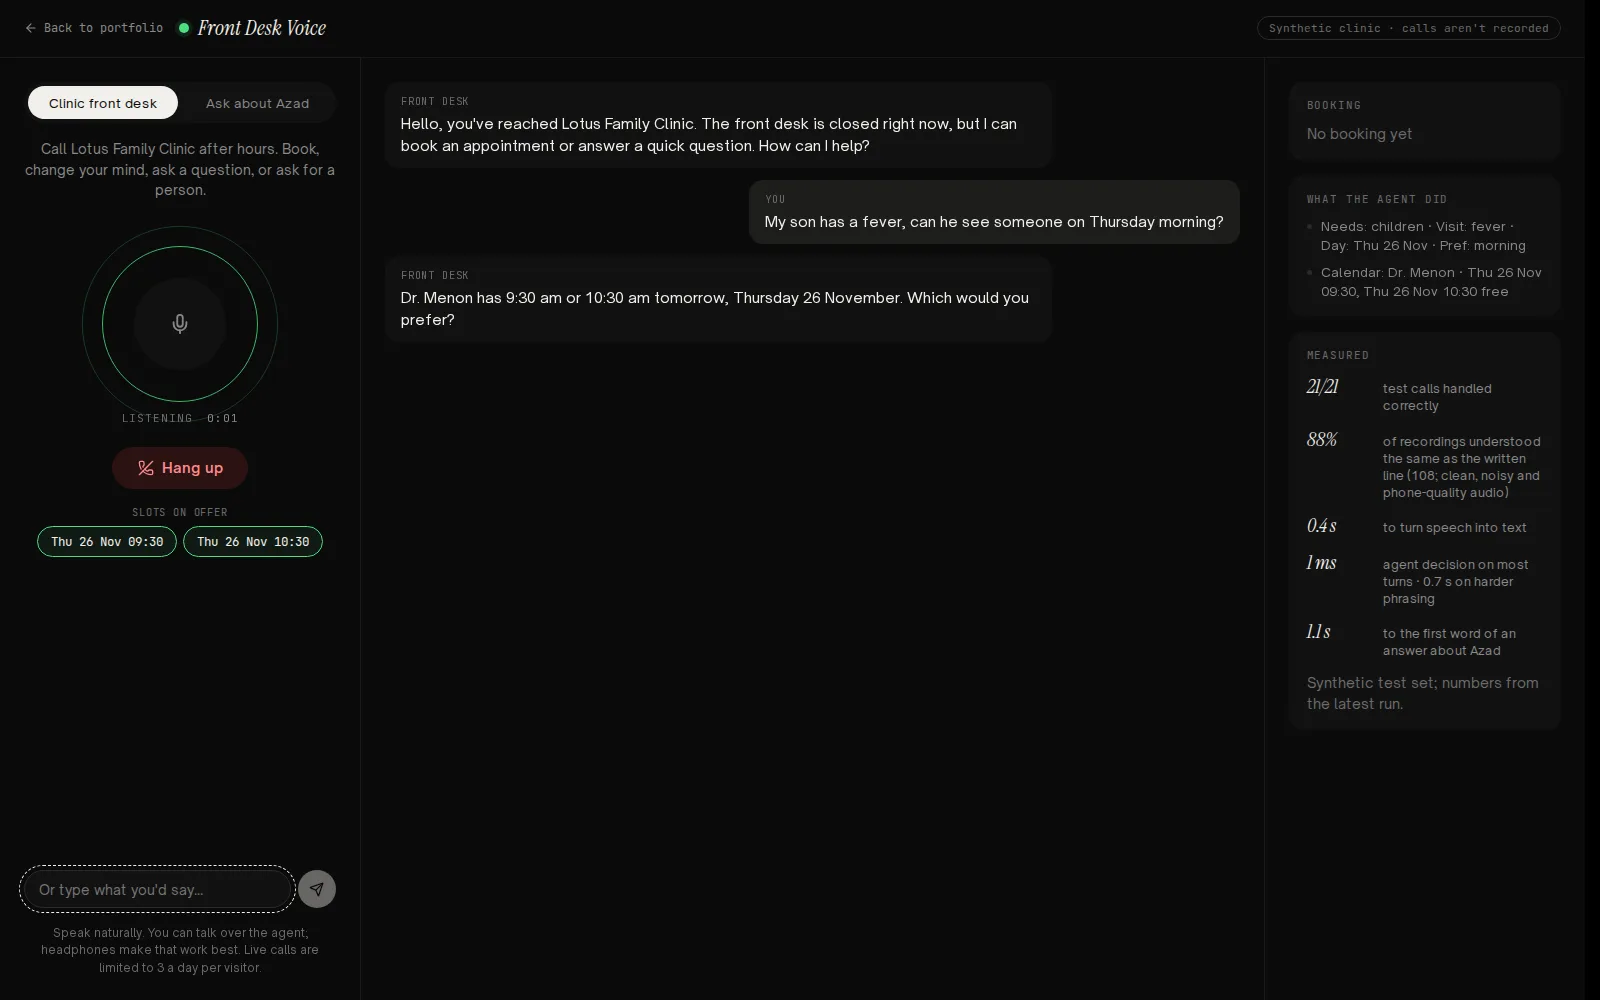 Back to portfolio
Front Desk Voice
Synthetic clinic · calls aren't recorded
Clinic front desk
Ask about Azad
Call Lotus Family Clinic after hours. Book,
change your mind, ask a question, or ask for a
person.
LISTENING 0:01
Hang up
SLOTS ON OFFER
Thu 26 Nov 09:30
Thu 26 Nov 10:30
Or type what you'd say...
Speak naturally. You can talk over the agent;
headphones make that work best. Live calls are
limited to 3 a day per visitor.
FRONT DESK
Hello, you've reached Lotus Family Clinic. The front desk is closed right now, but I can
book an appointment or answer a quick question. How can I help?
YOU
My son has a fever, can he see someone on Thursday morning?
FRONT DESK
Dr. Menon has 9:30 am or 10:30 am tomorrow, Thursday 26 November. Which would you
prefer?
BOOKING
No booking yet
WHAT THE AGENT DID
Needs: children · Visit: fever ·
Day: Thu 26 Nov · Pref: morning
Calendar: Dr. Menon · Thu 26 Nov
09:30, Thu 26 Nov 10:30 free
MEASURED
21/21
test calls handled
correctly
88%
of recordings understood
the same as the written
line (108; clean, noisy and
phone-quality audio)
0.4 s
to turn speech into text
1 ms
agent decision on most
turns · 0.7 s on harder
phrasing
1.1 s
to the first word of an
answer about Azad
Synthetic test set; numbers from
the latest run.